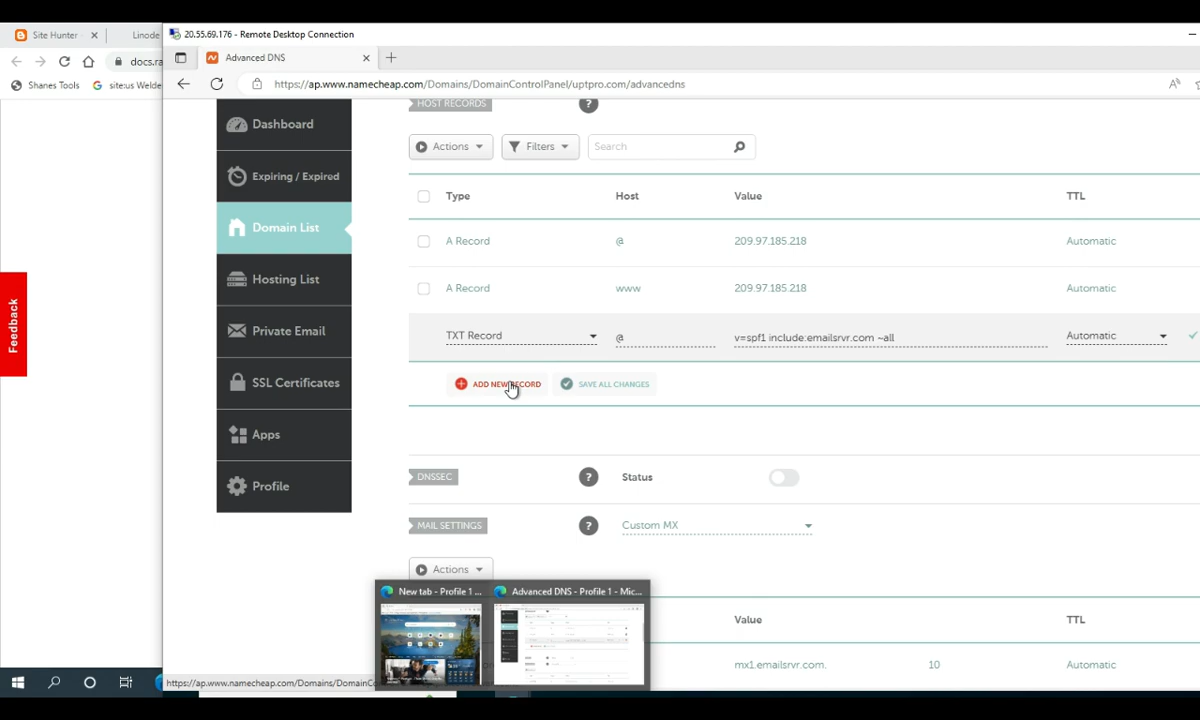 20.55.69.176 - Remote Desktop Connection
Site Hunter
Linode
Advanced DNS
docs.ra
https://ap.www.namecheap.com/Domains/DomainControlPanel/uptpro.com/advancedns
Shanes Tools
site:us Welde
HOST RECORDS
?
Dashboard
Actions
Filters
Search
Expiring / Expired
Type
Host
Value
TTL
Domain List
A Record
@
209.97.185.218
Automatic
Hosting List
A Record
www
209.97.185.218
Automatic
Feedback
Private Email
TXT Record
@
v=spf1 include:emailsrvr.com ~all
Automatic
SSL Certificates
ADD NEW RECORD
SAVE ALL CHANGES
Apps
DNSSEC
?
Status
Profile
MAIL SETTINGS
?
Custom MX
Actions
New tab - Profile 1 ...
Advanced DNS - Profile 1 - Mic...
Value
TTL
mx1.emailsrvr.com.
10
Automatic
https://ap.www.namecheap.com/Domains/DomainC